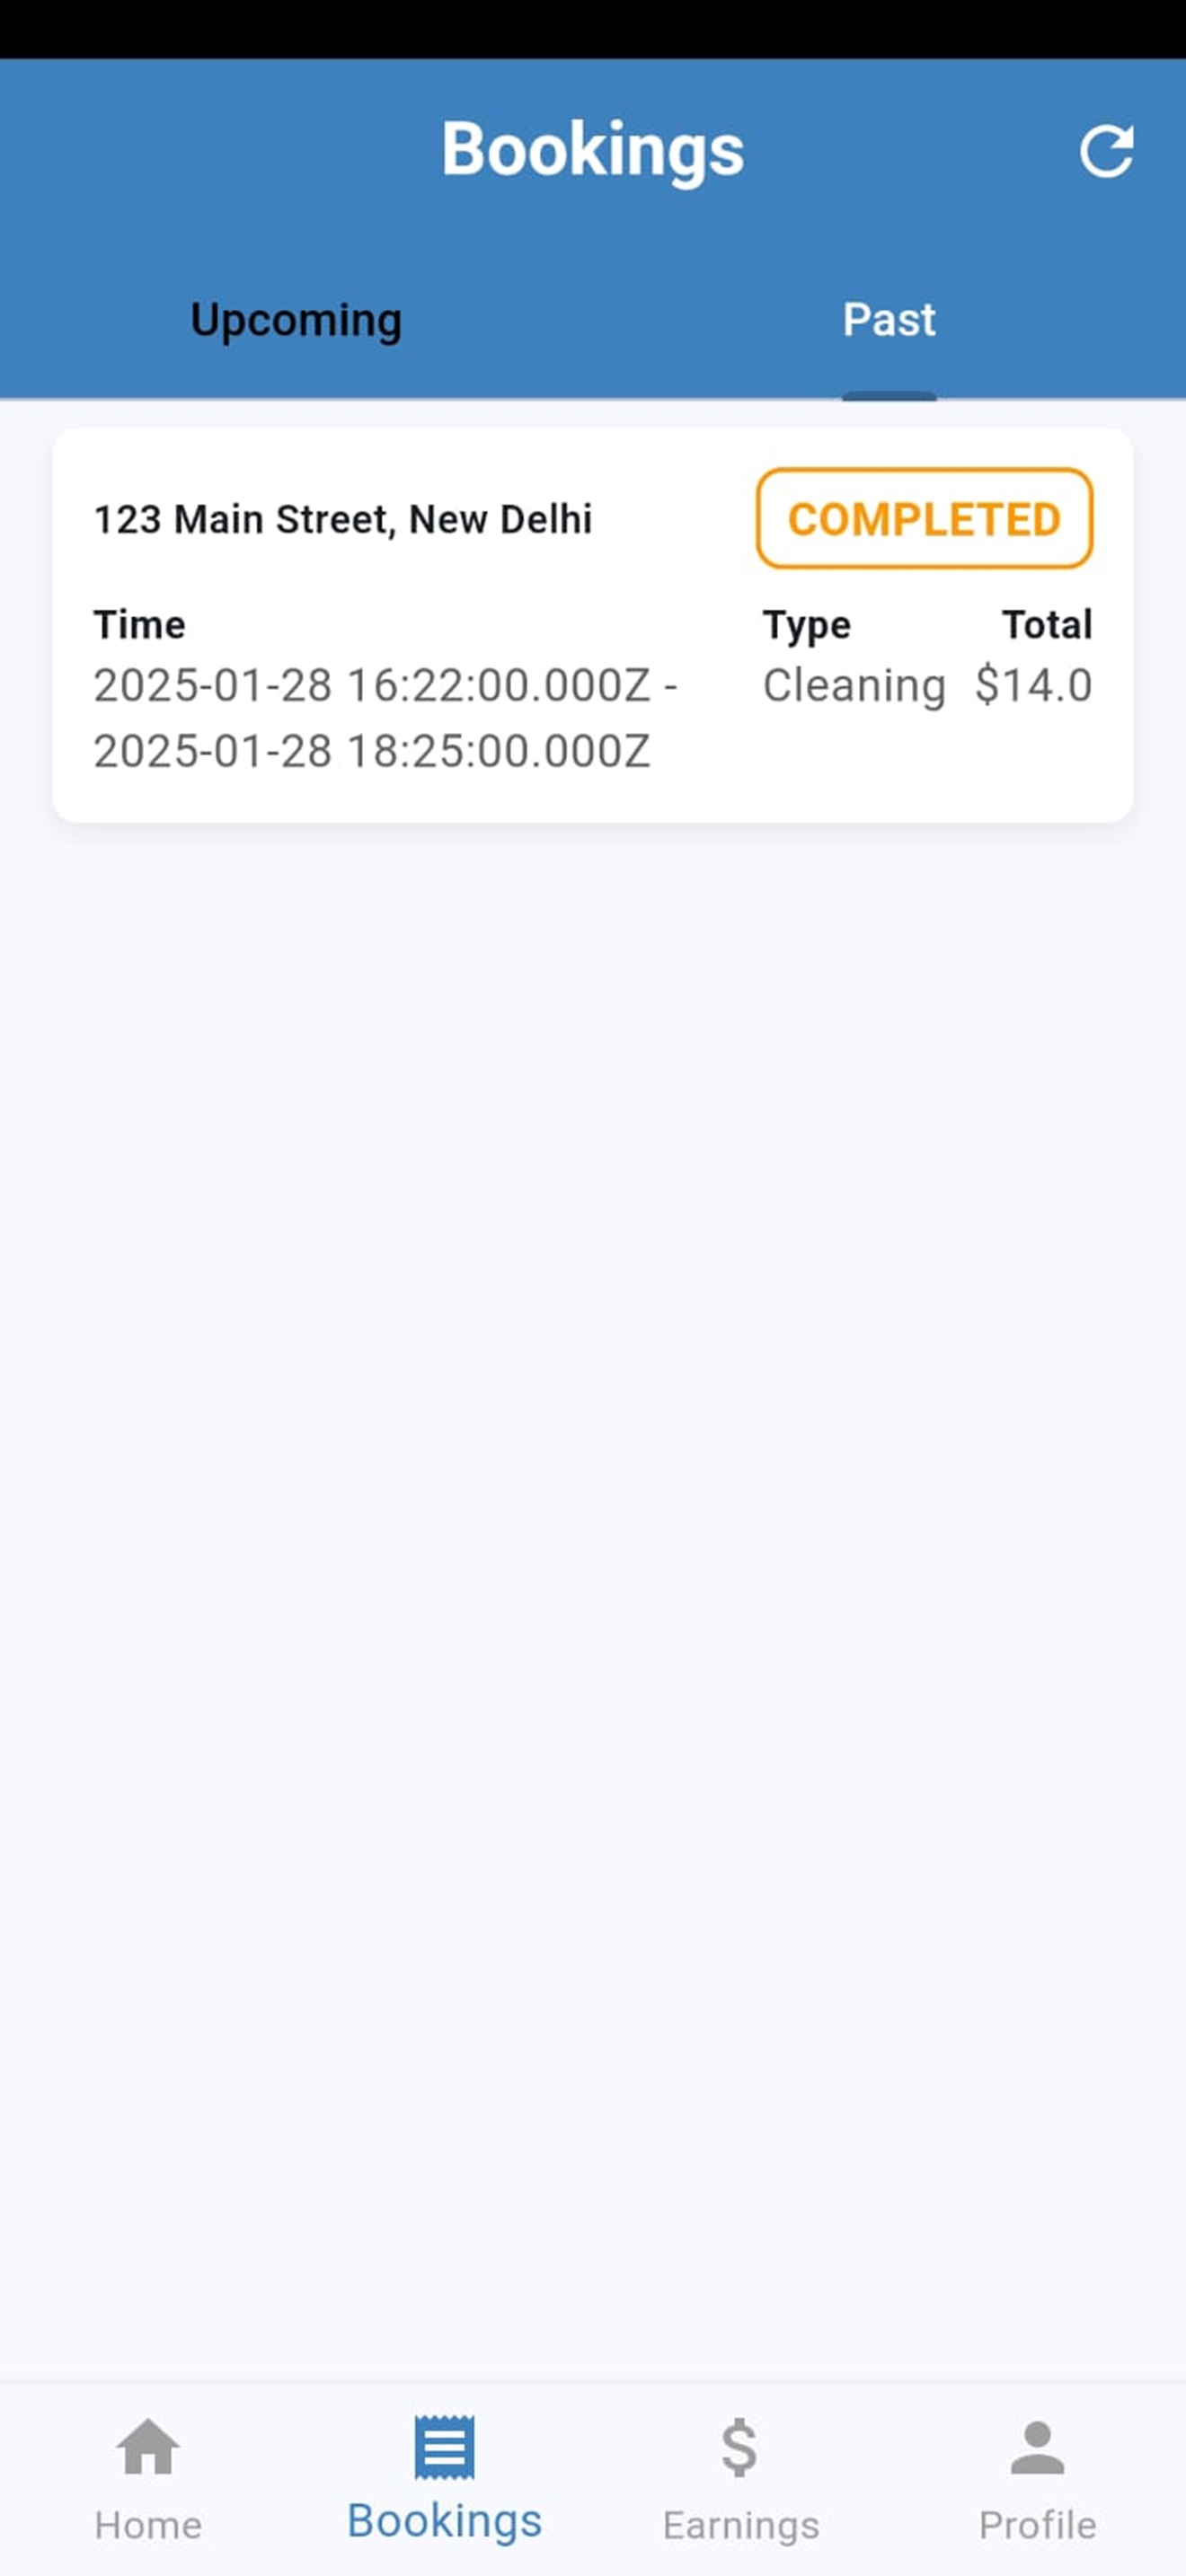 Bookings
Upcoming Past
123 Main Street, New Delhi COMPLETED
Time Type Total
2025-01-28 16:22:00.000Z - Cleaning $14.0
2025-01-28 18:25:00.000Z
Home Bookings Earnings Profile